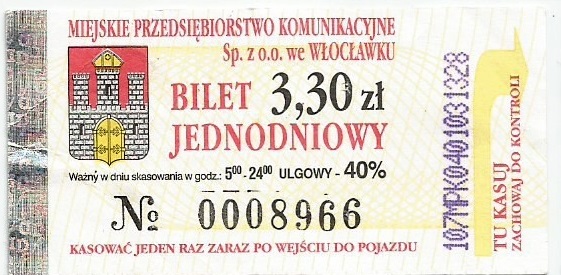 MIEJSKIE PRZEDSIĘBIORSTWO KOMUNIKACYJNE
Sp. z o.o. we WŁOCŁAWKU
BILET 3,30 zł
JEDNODNIOWY
Ważny w dniu skasowania w godz.: 5⁰⁰-24⁰⁰ ULGOWY - 40%
№ 0008966
KASOWAĆ JEDEN RAZ ZARAZ PO WEJŚCIU DO POJAZDU
107MPK0401031328
TU KASUJ
ZACHOWAJ DO KONTROLI